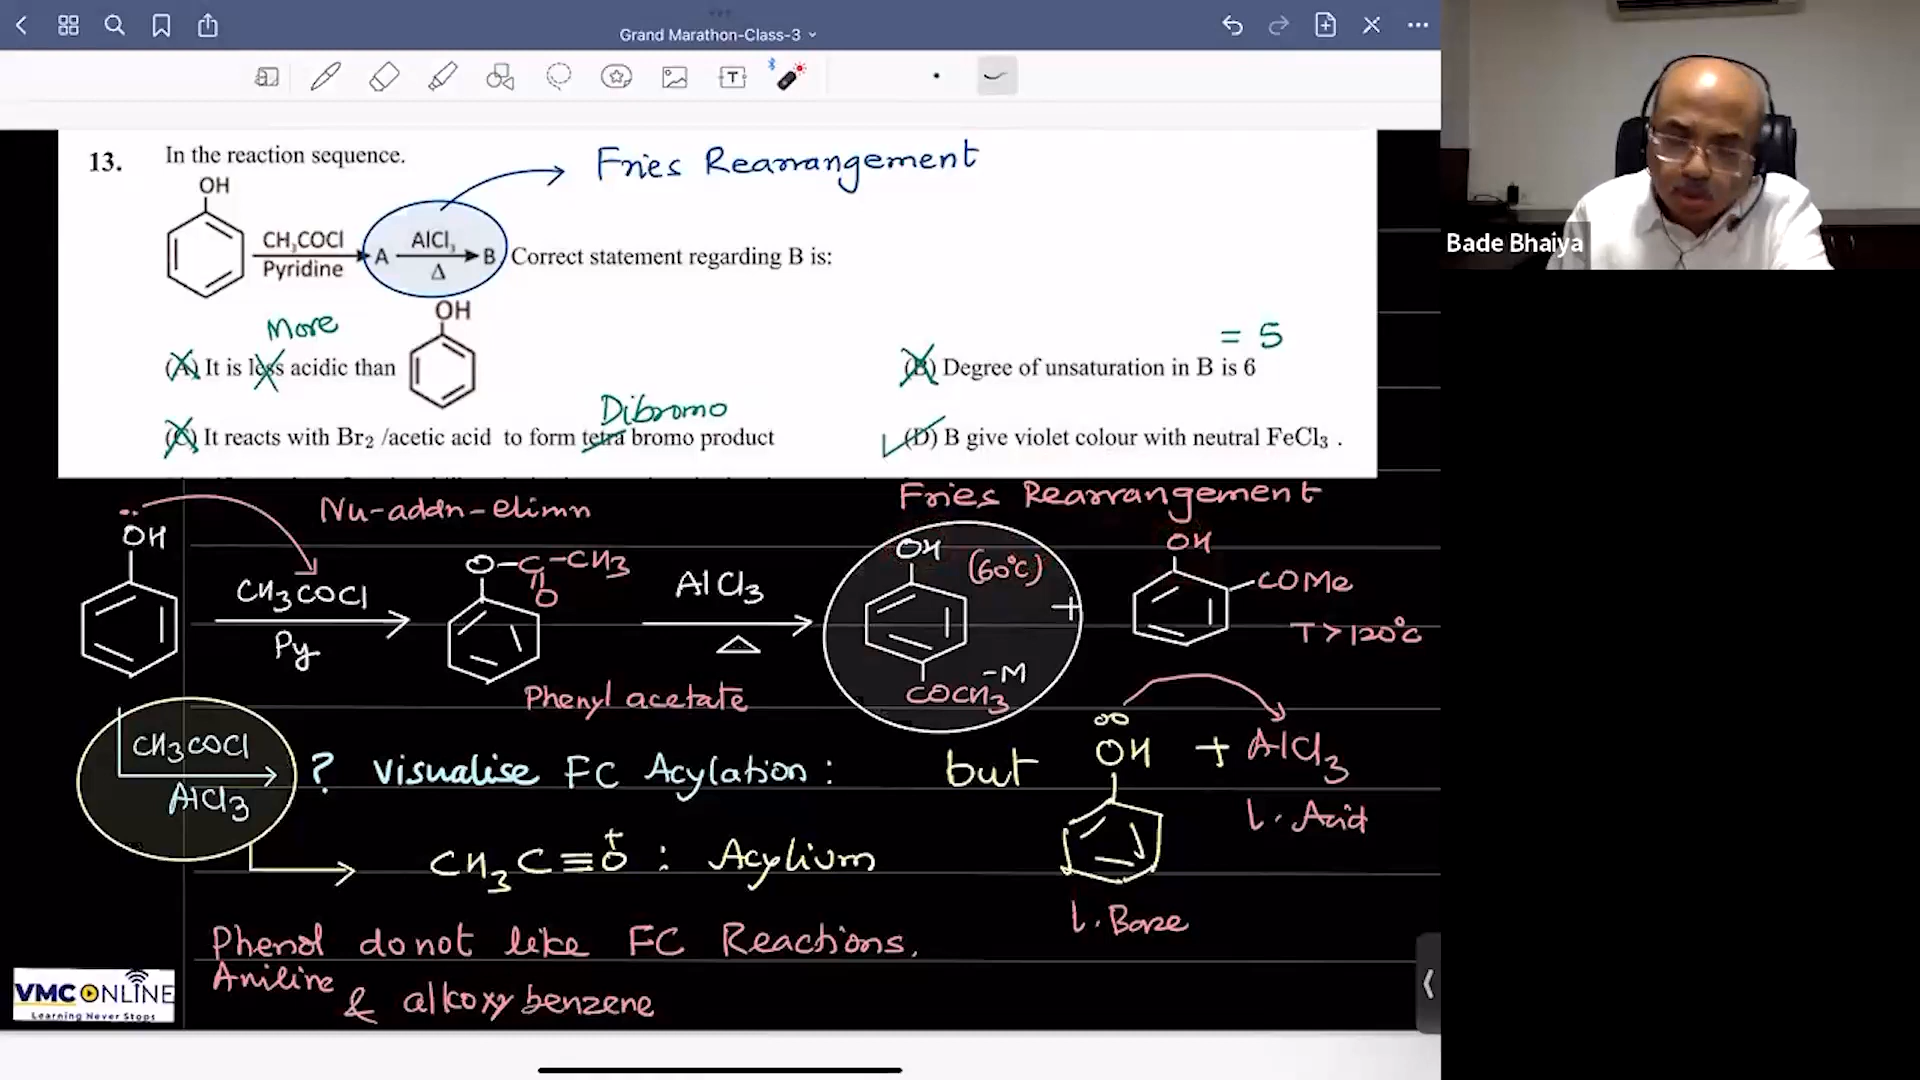 Grand Marathon-Class-3
T
Bade Bhaiya
13. In the reaction sequence.
Fries Rearrangement
OH
CH3COCl
Pyridine
A
AlCl3
Δ
B
Correct statement regarding B is:
OH
More
(A) It is less acidic than
= 5
(B) Degree of unsaturation in B is 6
Dibromo
(C) It reacts with Br2 /acetic acid to form tetra bromo product
(D) B give violet colour with neutral FeCl3 .
Nu-addn-elimn
Fries Rearrangement
OH
CH3COCl
Py
O-C-CH3
O
Phenyl acetate
AlCl3
△
OH
(60°C)
COCH3
-M
+
OH
COMe
T > 120°C
CH3COCl
AlCl3
? Visualise FC Acylation : but
OH + AlCl3
L. Acid
CH3C≡O+ : Acylium
L. Base
Phenol do not like FC Reactions.
Aniline & alkoxy benzene
VMC ONLINE
Learning Never Stops